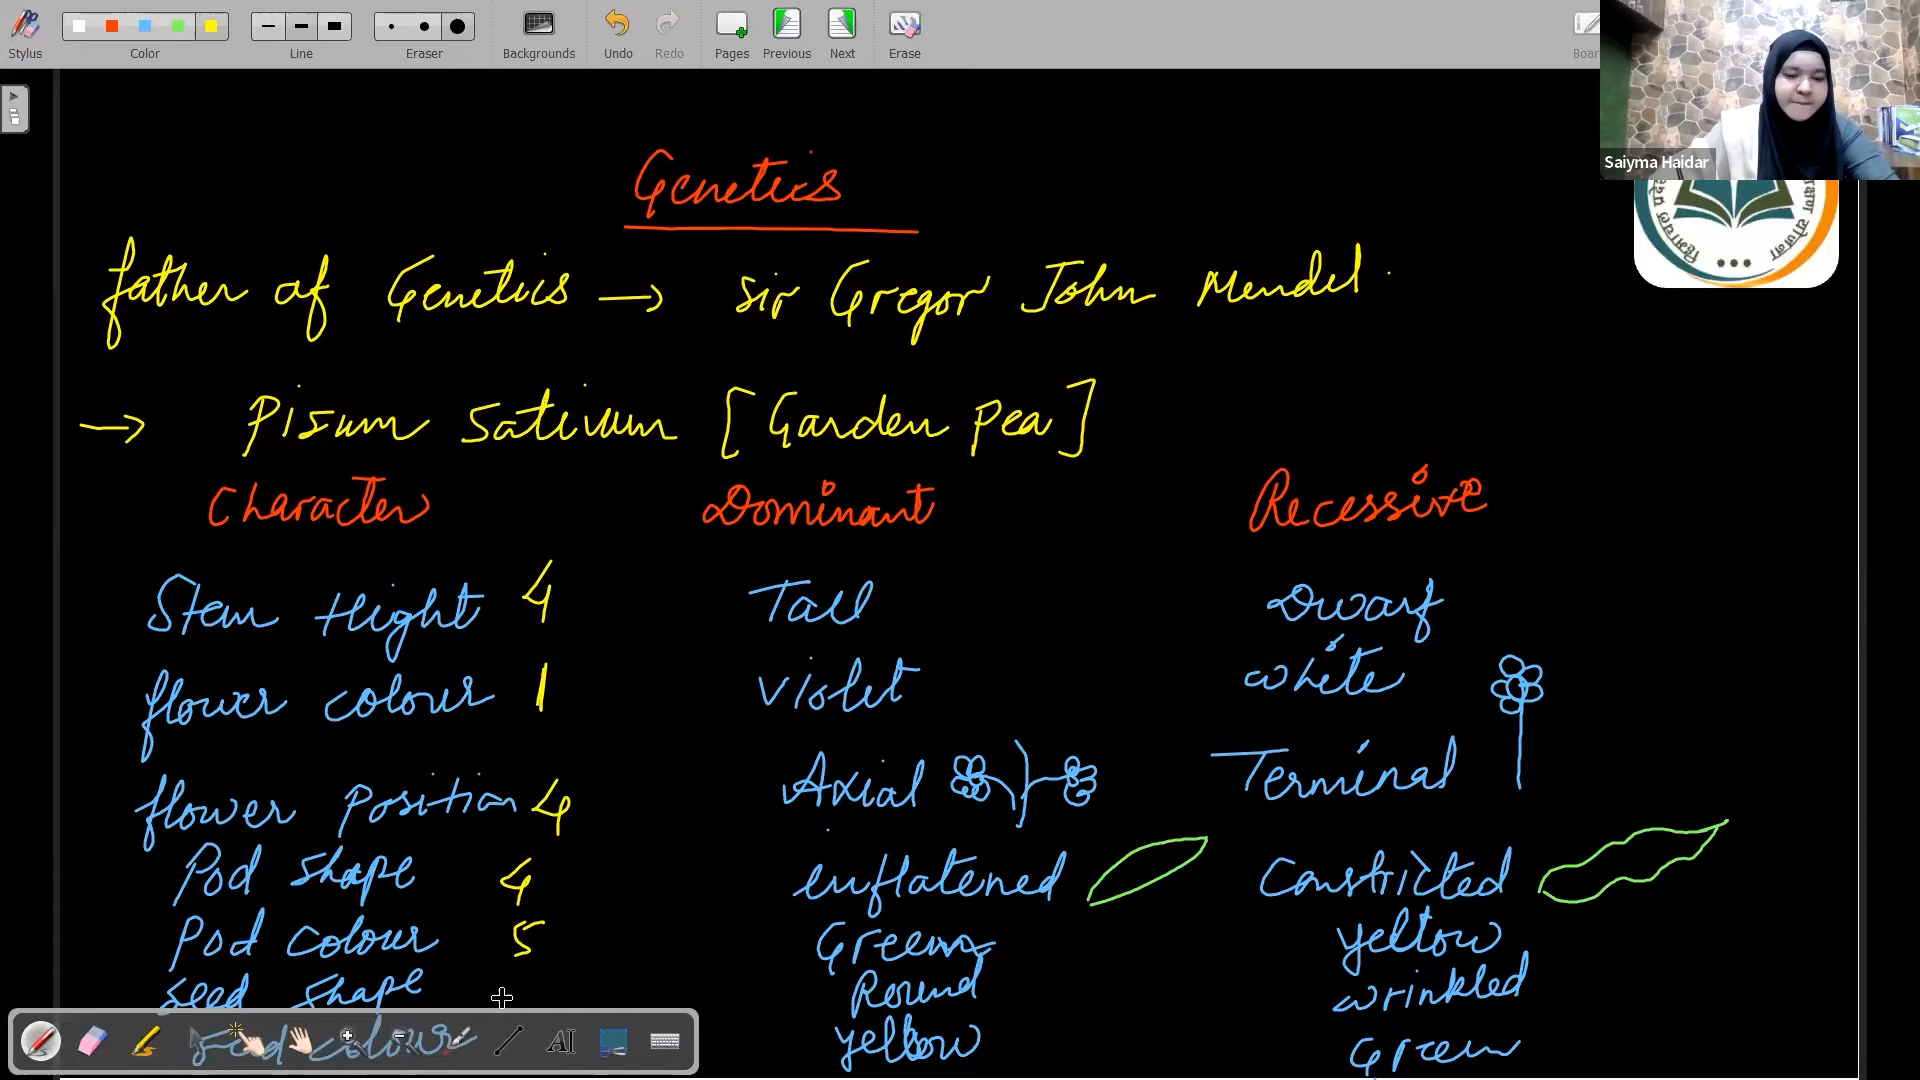 Stylus
Color
Line
Eraser
Backgrounds
Undo
Redo
Pages
Previous
Next
Erase
Saiyma Haidar
Genetics
father of Genetics → sir Gregor John Mendel
→ Pisum Sativum [Garden Pea]
Character Dominant Recessive
Stem Hight 4 Tall Dwarf
flower colour 1 violet white
flower Position 4 Axial Terminal
Pod shape 4 enflatened Constricted
Pod colour 5 Green yellow
seed shape Round wrinkled
seed colour yellow Green
AI